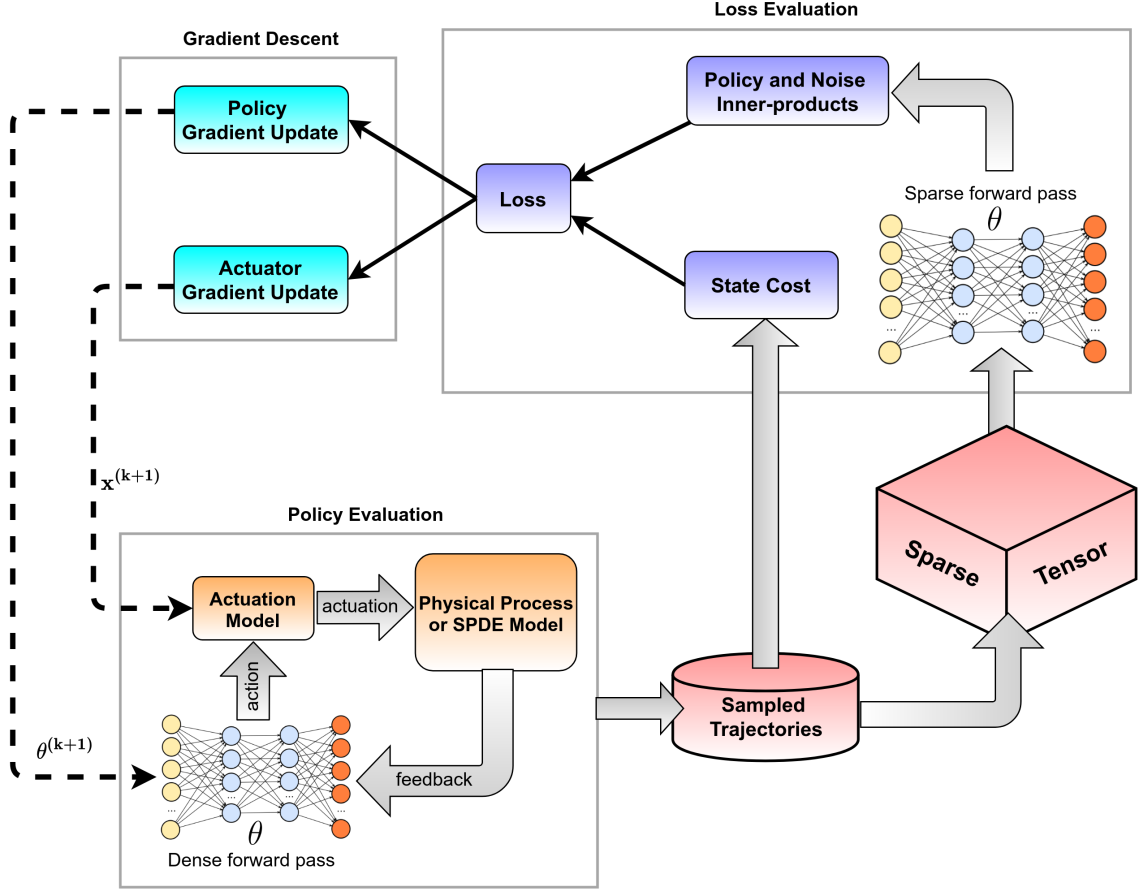 Loss Evaluation
Gradient Descent
Policy
Gradient Update
Actuator
Gradient Update
Loss
Policy and Noise
Inner-products
State Cost
Sparse forward pass
θ
...
...
...
...
Sparse
Tensor
x^(k+1)
θ^(k+1)
Policy Evaluation
Actuation
Model
actuation
Physical Process
or SPDE Model
action
feedback
...
...
...
...
θ
Dense forward pass
Sampled
Trajectories